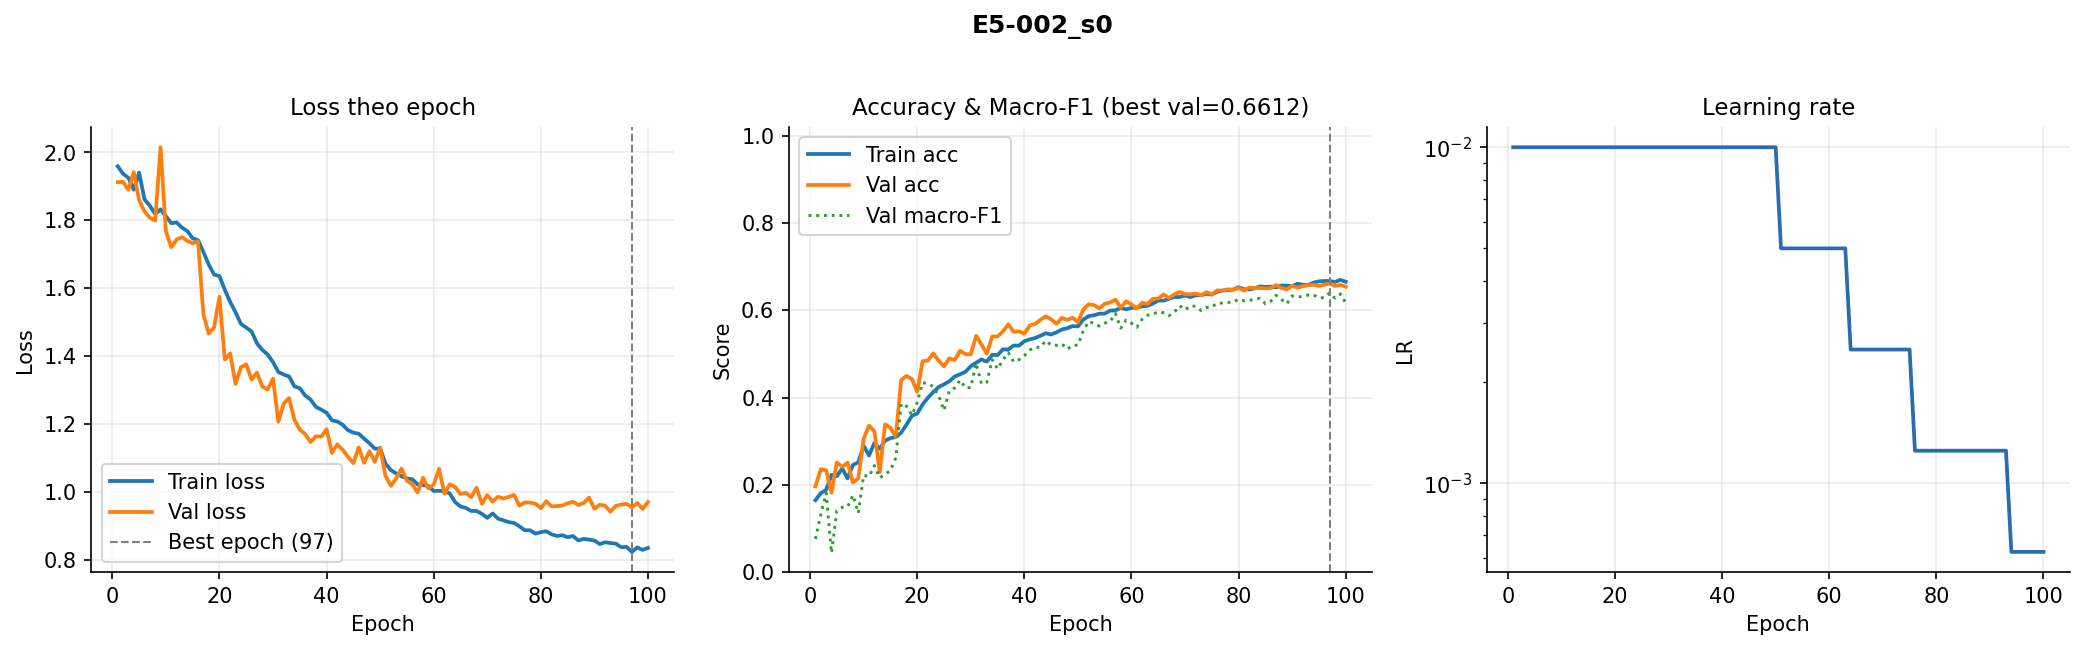 E5-002_s0
Loss theo epoch
2.0
1.8
1.6
1.4
1.2
1.0
0.8
Loss
Train loss
Val loss
Best epoch (97)
0 20 40 60 80 100
Epoch
Accuracy & Macro-F1 (best val=0.6612)
1.0
0.8
0.6
0.4
0.2
0.0
Score
Train acc
Val acc
Val macro-F1
0 20 40 60 80 100
Epoch
Learning rate
10⁻²
10⁻³
LR
0 20 40 60 80 100
Epoch